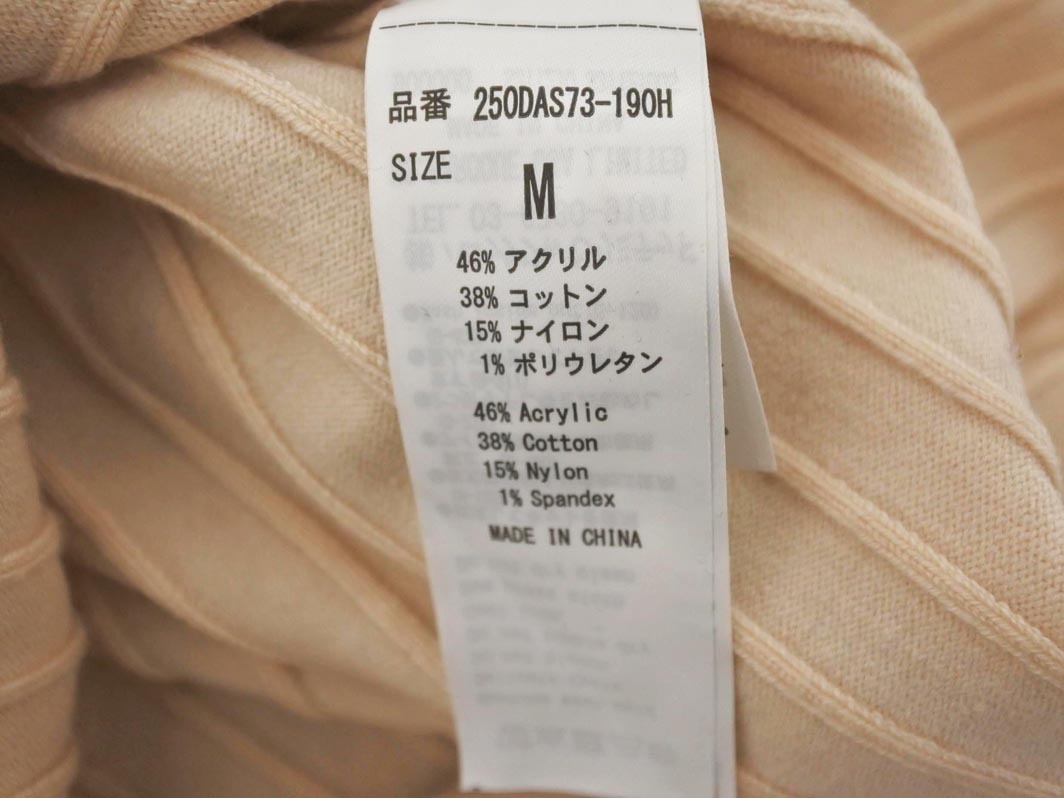 品番 250DAS73-190H
SIZE
M
46% アクリル
38% コットン
15% ナイロン
1% ポリウレタン
46% Acrylic
38% Cotton
15% Nylon
1% Spandex
MADE IN CHINA